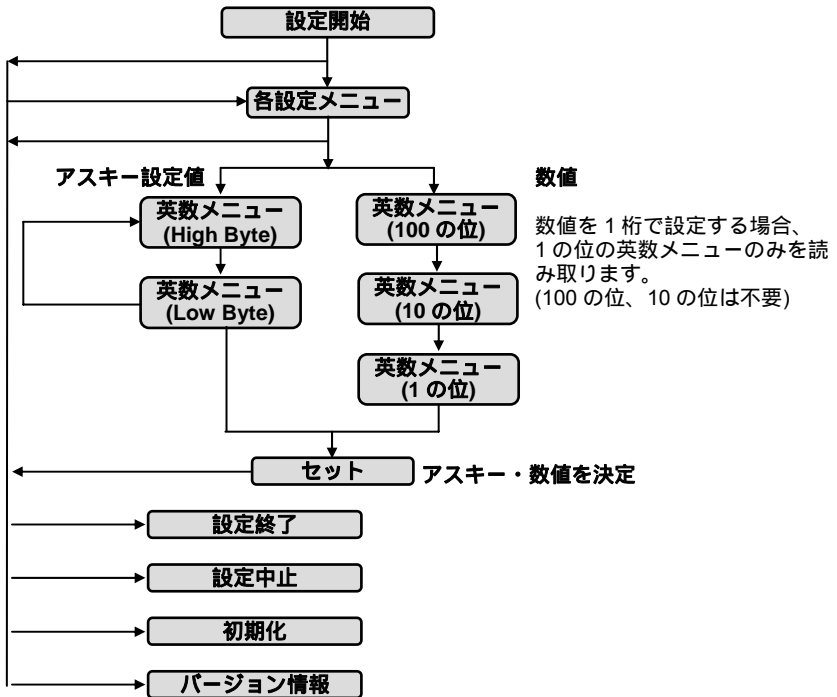 設定開始
各設定メニュー
アスキー設定値
英数メニュー
(High Byte)
英数メニュー
(Low Byte)
英数メニュー
(100 の位)
英数メニュー
(10 の位)
英数メニュー
(1 の位)
数値
数値を 1 桁で設定する場合、
1 の位の英数メニューのみを読
み取ります。
(100 の位、10 の位は不要)
セット
アスキー・数値を決定
設定終了
設定中止
初期化
バージョン情報